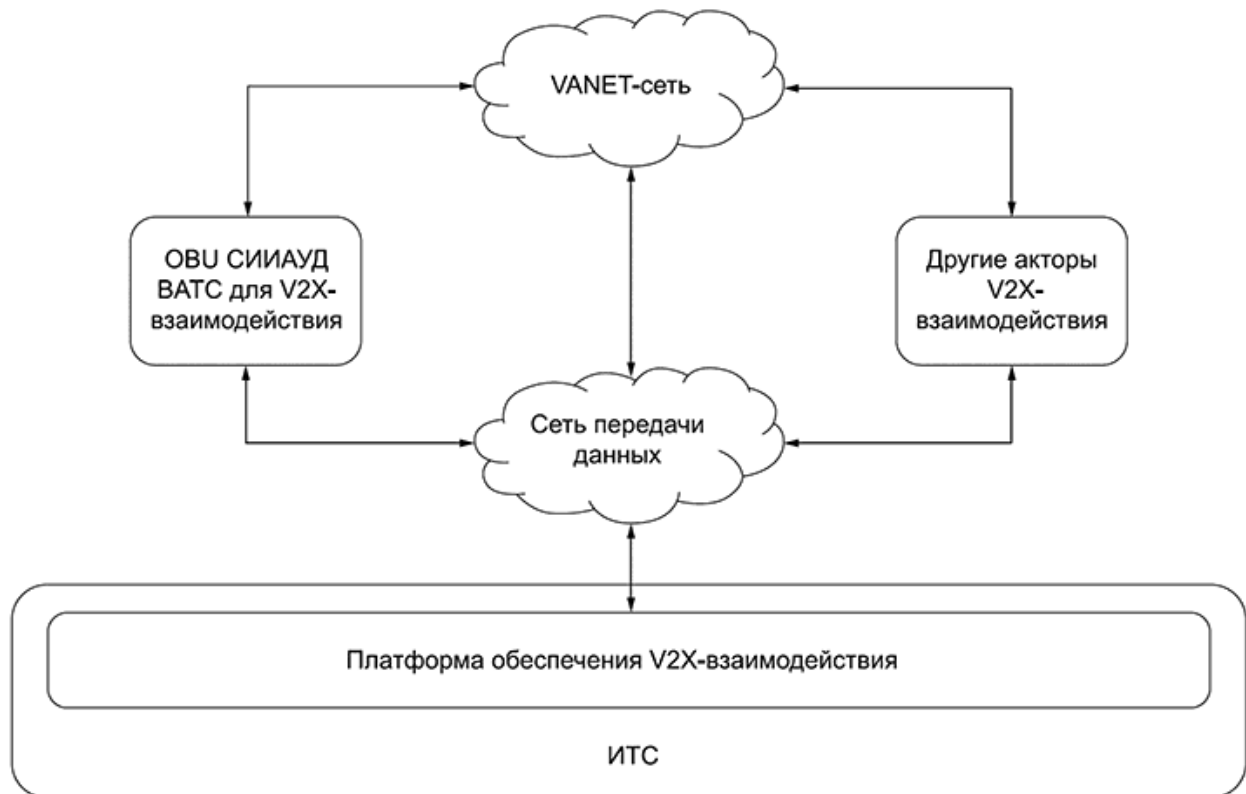 VANET-сеть
OBU СИИАУД
ВАТС для V2X-
взаимодействия
Другие акторы
V2X-
взаимодействия
Сеть передачи
данных
Платформа обеспечения V2X-взаимодействия
ИТС